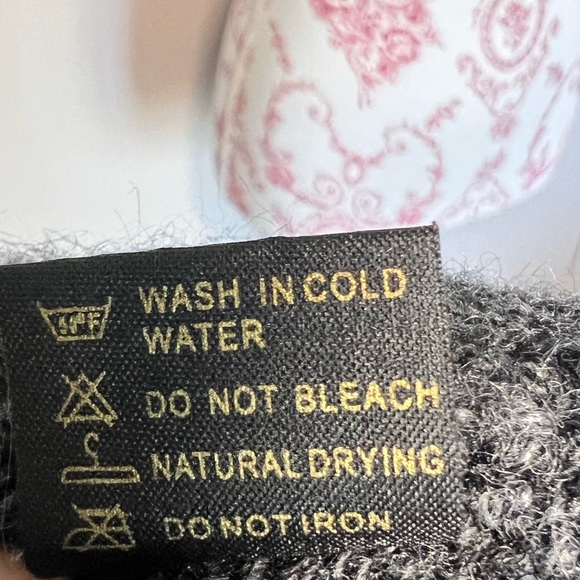 WASH IN COLD
WATER
DO NOT BLEACH
NATURAL DRYING
DO NOT IRON